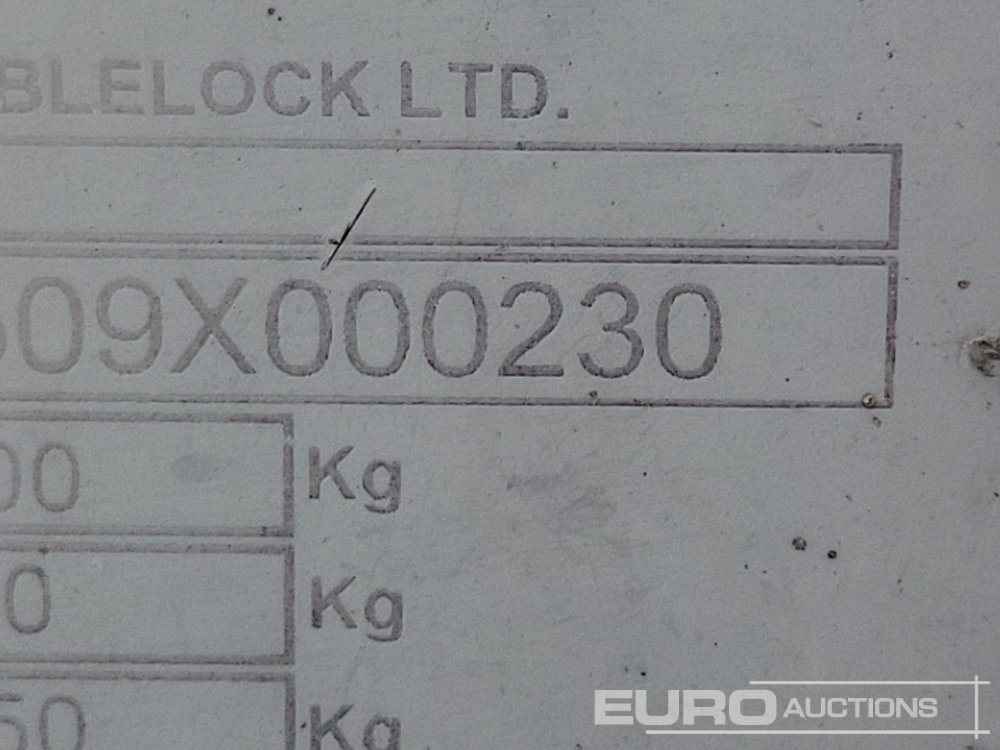 BLELOCK LTD.
09X000230
00 Kg
0 Kg
50 Kg
EURO AUCTIONS